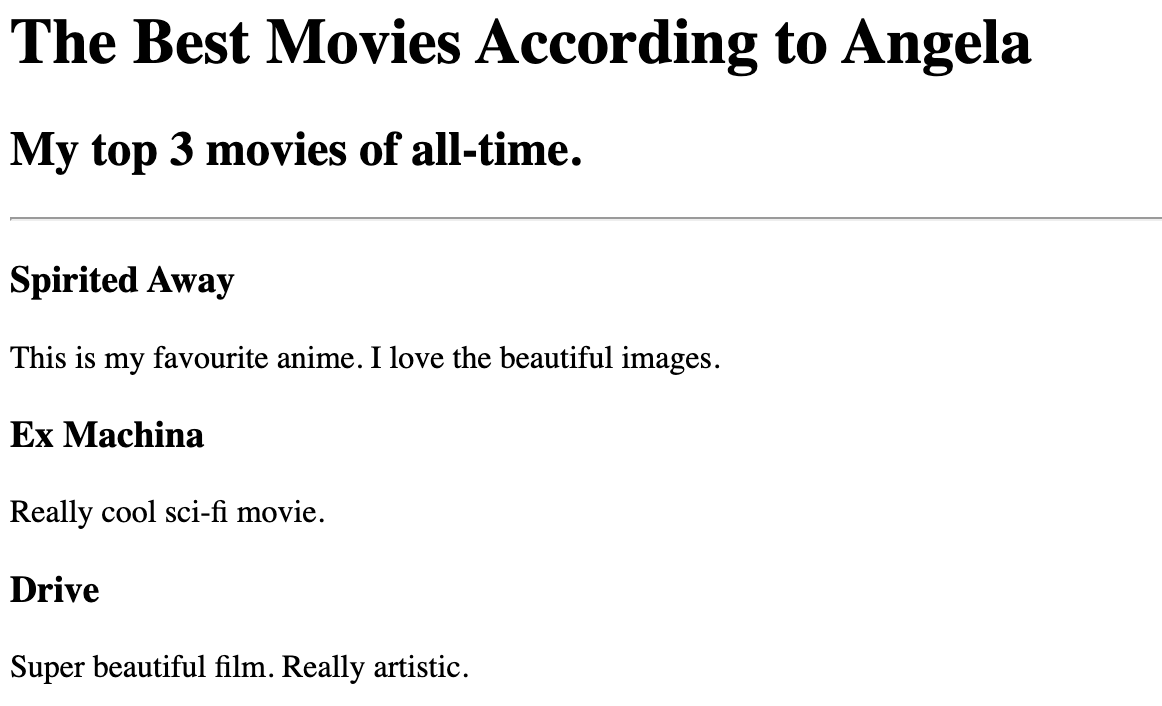 The Best Movies According to Angela
My top 3 movies of all-time.
Spirited Away
This is my favourite anime. I love the beautiful images.
Ex Machina
Really cool sci-fi movie.
Drive
Super beautiful film. Really artistic.